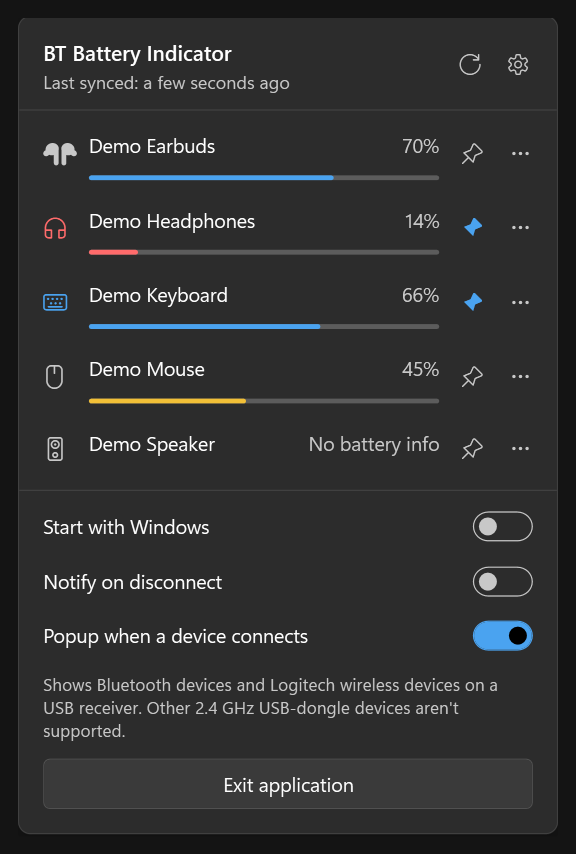 BT Battery Indicator
Last synced: a few seconds ago
Demo Earbuds 70%
Demo Headphones 14%
Demo Keyboard 66%
Demo Mouse 45%
Demo Speaker No battery info
Start with Windows
Notify on disconnect
Popup when a device connects
Shows Bluetooth devices and Logitech wireless devices on a
USB receiver. Other 2.4 GHz USB-dongle devices aren't
supported.
Exit application